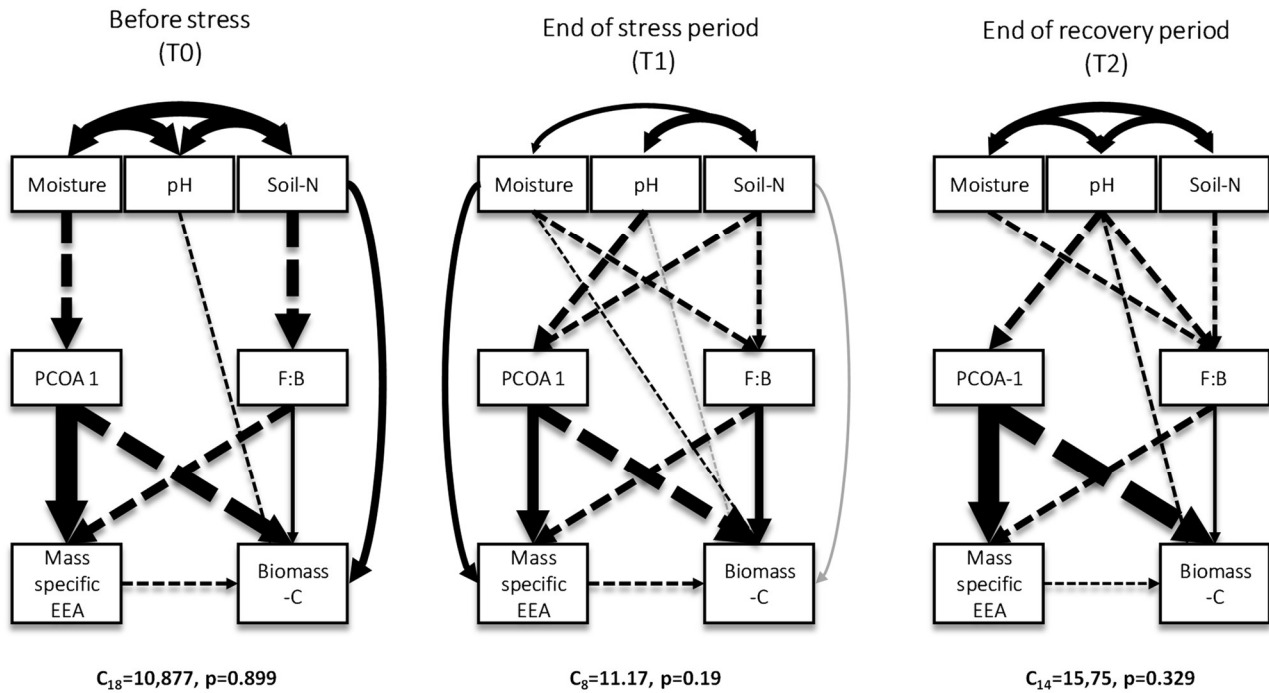 Before stress
(T0)
Moisture
pH
Soil-N
PCOA 1
F:B
Mass
specific
EEA
Biomass
-C
C18=10,877, p=0.899
End of stress period
(T1)
Moisture
pH
Soil-N
PCOA 1
F:B
Mass
specific
EEA
Biomass
-C
C8=11.17, p=0.19
End of recovery period
(T2)
Moisture
pH
Soil-N
PCOA-1
F:B
Mass
specific
EEA
Biomass
-C
C14=15,75, p=0.329